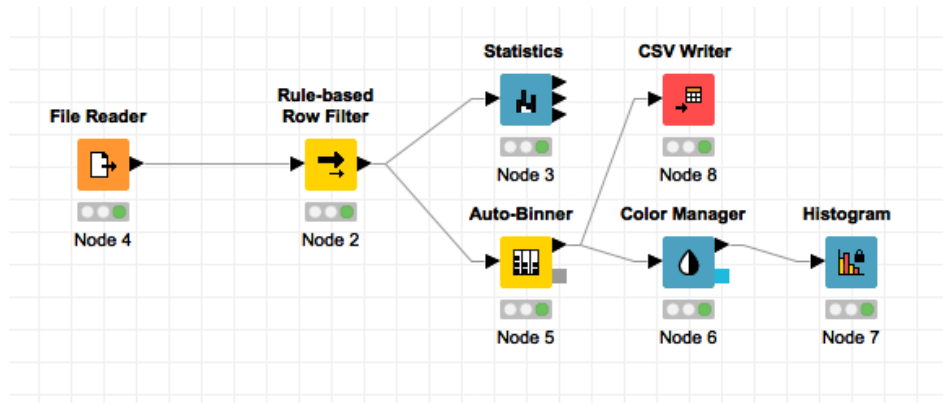 Statistics
CSV Writer
Rule-based
Row Filter
File Reader
Node 3
Node 8
Node 4
Node 2
Auto-Binner
Color Manager
Histogram
Node 5
Node 6
Node 7